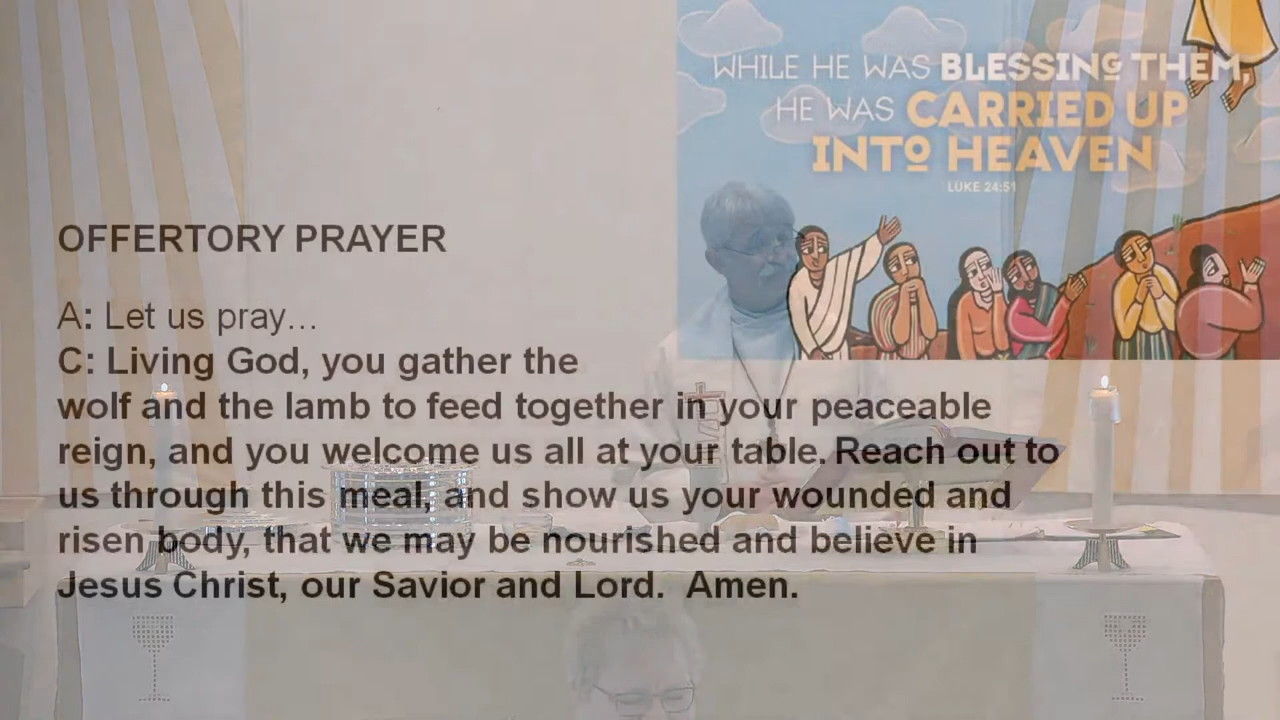 WHILE HE WAS BLESSING THEM,
HE WAS CARRIED UP
INTO HEAVEN
LUKE 24:51
OFFERTORY PRAYER
A: Let us pray...
C: Living God, you gather the
wolf and the lamb to feed together in your peaceable
reign, and you welcome us all at your table. Reach out to
us through this meal, and show us your wounded and
risen body, that we may be nourished and believe in
Jesus Christ, our Savior and Lord. Amen.